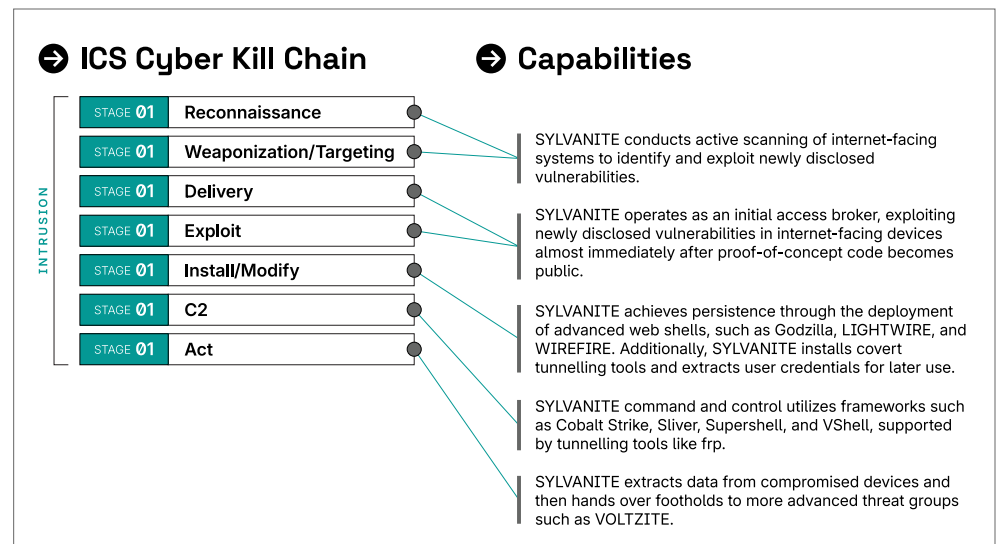 ICS Cyber Kill Chain
INTRUSION
STAGE 01 Reconnaissance
STAGE 01 Weaponization/Targeting
STAGE 01 Delivery
STAGE 01 Exploit
STAGE 01 Install/Modify
STAGE 01 C2
STAGE 01 Act
Capabilities
SYLVANITE conducts active scanning of internet-facing
systems to identify and exploit newly disclosed
vulnerabilities.
SYLVANITE operates as an initial access broker, exploiting
newly disclosed vulnerabilities in internet-facing devices
almost immediately after proof-of-concept code becomes
public.
SYLVANITE achieves persistence through the deployment
of advanced web shells, such as Godzilla, LIGHTWIRE, and
WIREFIRE. Additionally, SYLVANITE installs covert
tunnelling tools and extracts user credentials for later use.
SYLVANITE command and control utilizes frameworks such
as Cobalt Strike, Sliver, Supershell, and VShell, supported
by tunnelling tools like frp.
SYLVANITE extracts data from compromised devices and
then hands over footholds to more advanced threat groups
such as VOLTZITE.